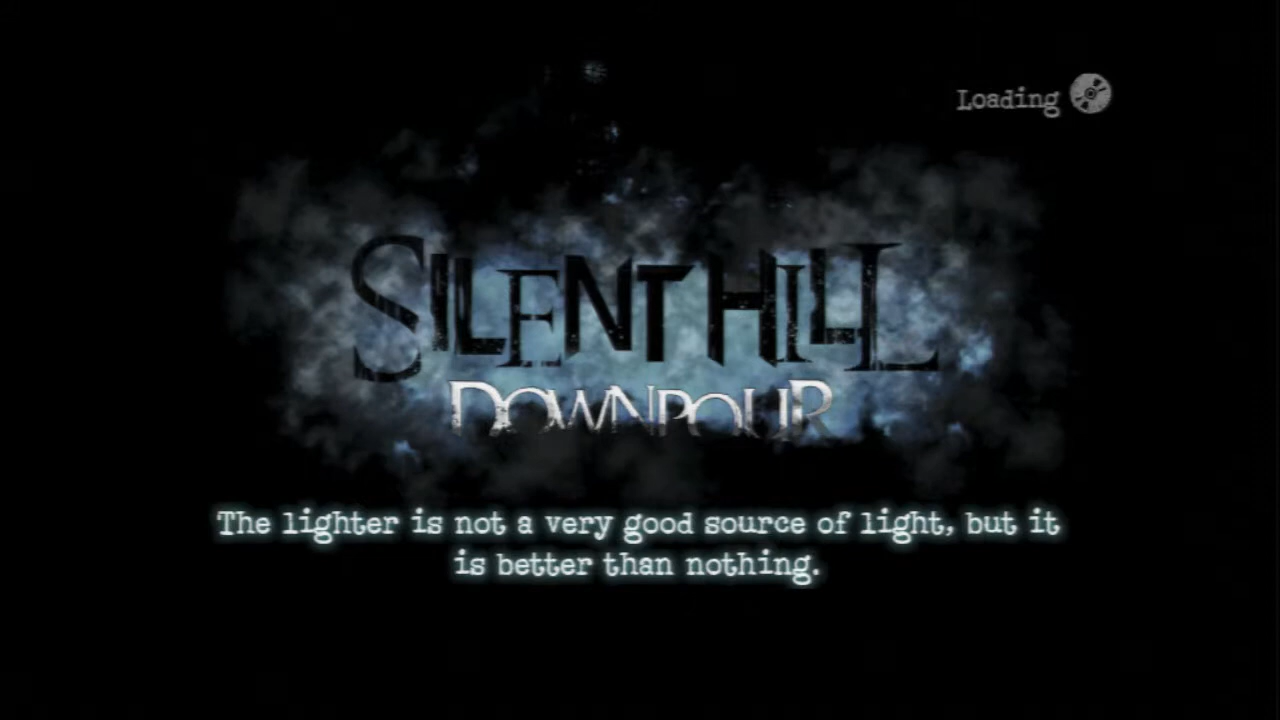 Loading
SILENT HILL
DOWNPOUR
The lighter is not a very good source of light, but it
is better than nothing.